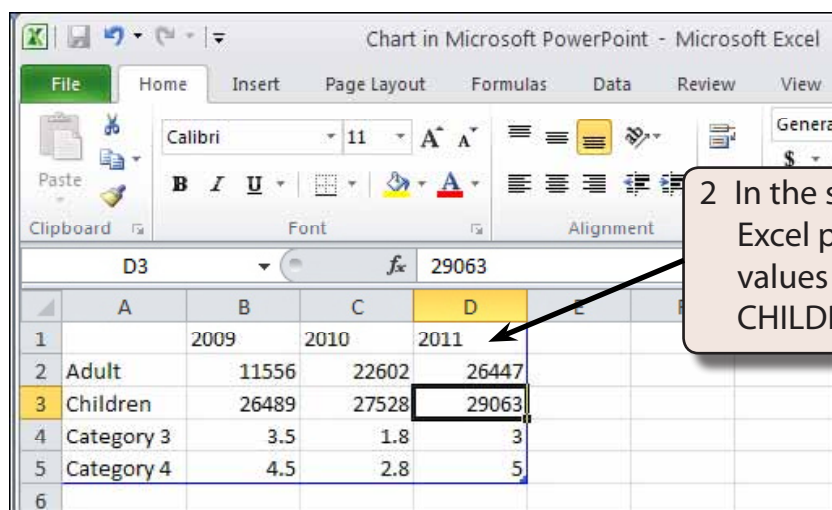 Chart in Microsoft PowerPoint - Microsoft Excel
File Home Insert Page Layout Formulas Data Review View
Calibri 11 A A
Paste B I U A $
Clipboard Font Alignment
D3 fx 29063
A B C D E
1 2009 2010 2011
2 Adult 11556 22602 26447
3 Children 26489 27528 29063
4 Category 3 3.5 1.8 3
5 Category 4 4.5 2.8 5
6
2 In the
Excel
values